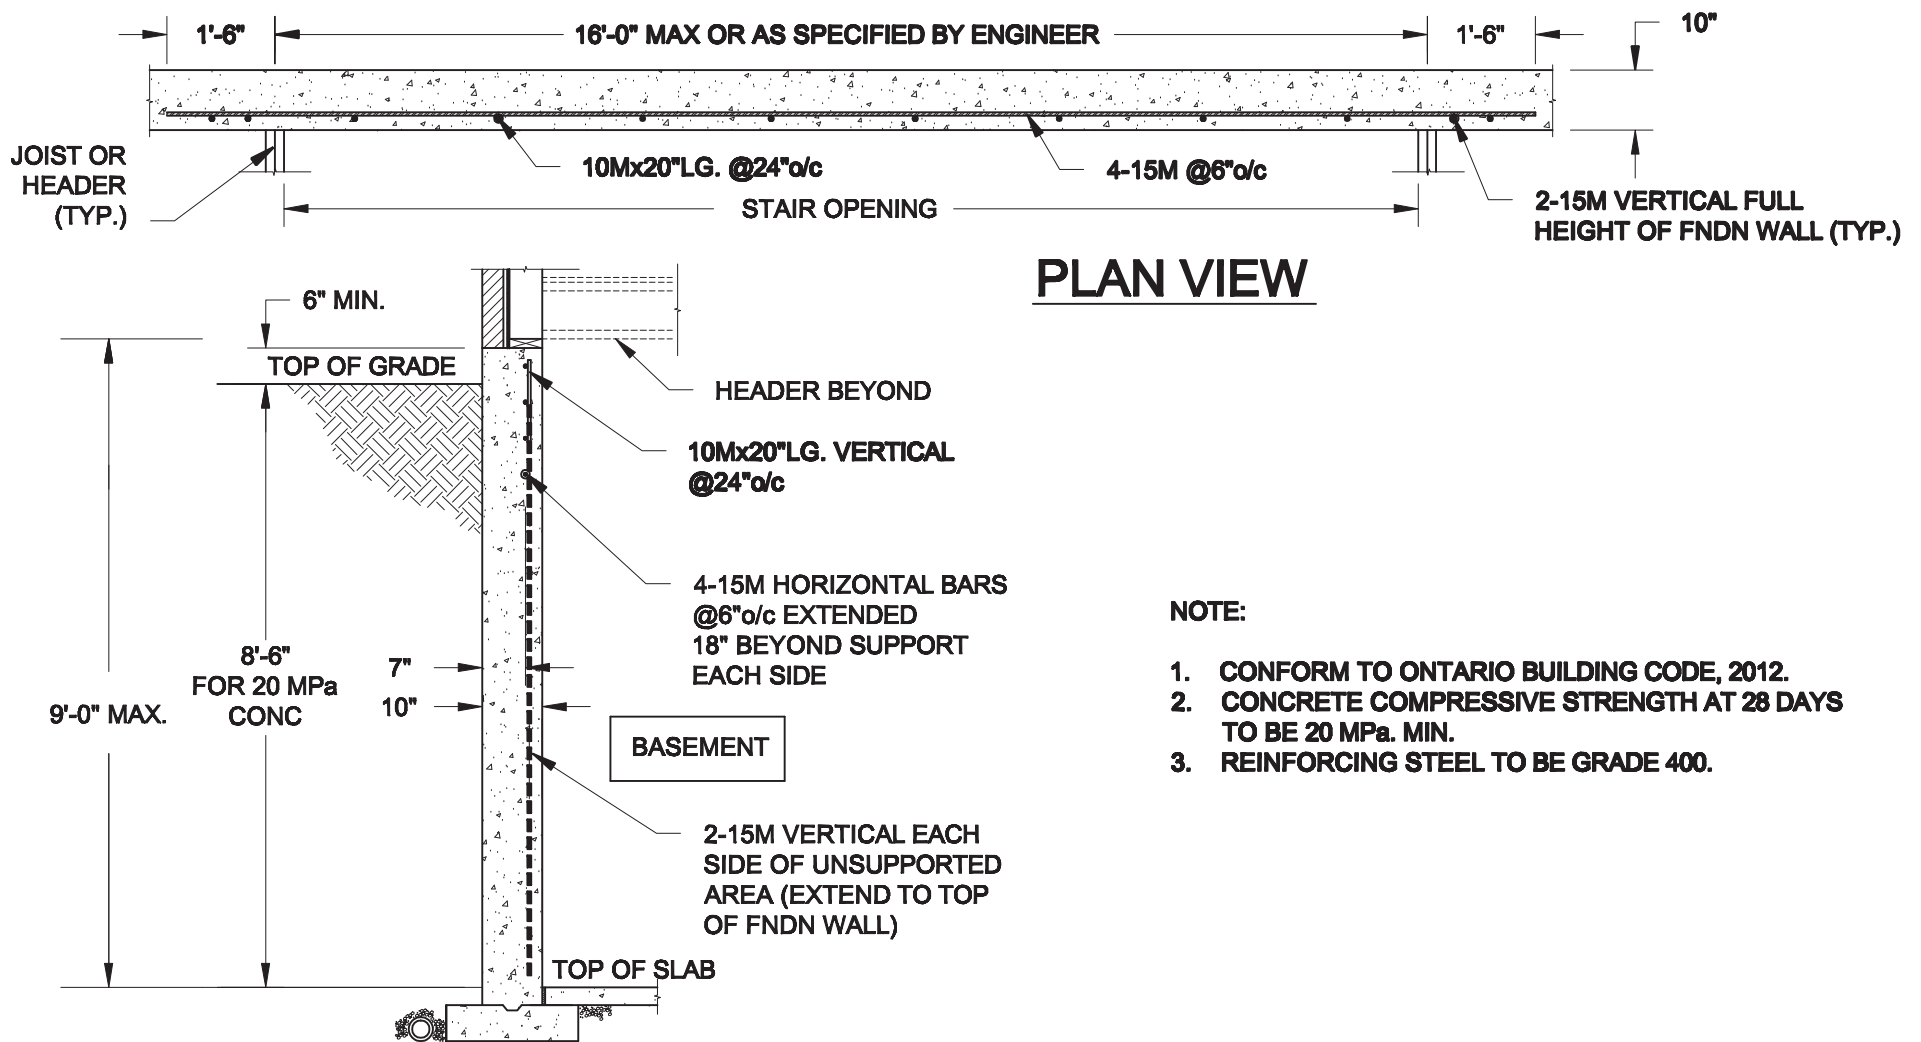 1'-6"
16'-0" MAX OR AS SPECIFIED BY ENGINEER
1'-6"
10"
JOIST OR
HEADER
(TYP.)
10Mx20"LG. @24"o/c
4-15M @6"o/c
2-15M VERTICAL FULL
HEIGHT OF FNDN WALL (TYP.)
STAIR OPENING
PLAN VIEW
6" MIN.
TOP OF GRADE
HEADER BEYOND
10Mx20"LG. VERTICAL
@24"o/c
4-15M HORIZONTAL BARS
@6"o/c EXTENDED
18" BEYOND SUPPORT
EACH SIDE
8'-6"
FOR 20 MPa
CONC
9'-0" MAX.
7"
10"
BASEMENT
2-15M VERTICAL EACH
SIDE OF UNSUPPORTED
AREA (EXTEND TO TOP
OF FNDN WALL)
TOP OF SLAB
NOTE:
1. CONFORM TO ONTARIO BUILDING CODE, 2012.
2. CONCRETE COMPRESSIVE STRENGTH AT 28 DAYS
TO BE 20 MPa. MIN.
3. REINFORCING STEEL TO BE GRADE 400.